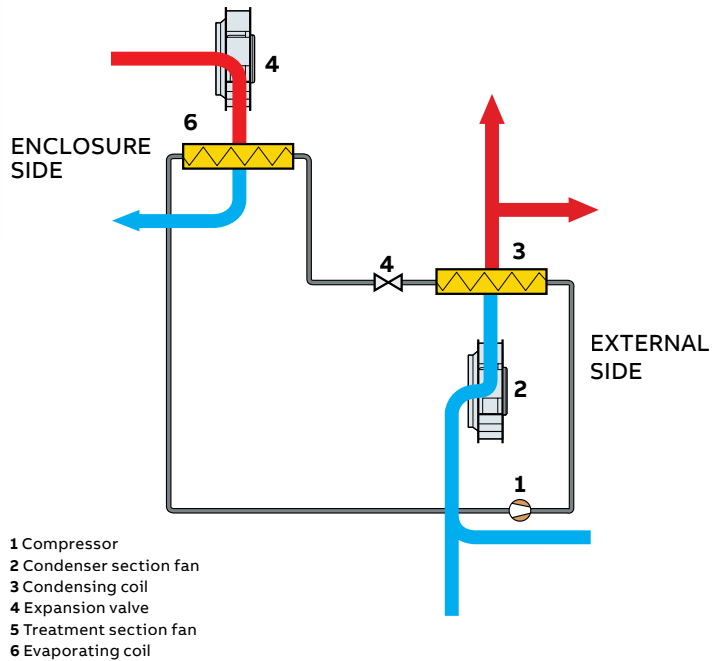 4
6
ENCLOSURE
SIDE
3
4
EXTERNAL
SIDE
2
1
1 Compressor
2 Condenser section fan
3 Condensing coil
4 Expansion valve
5 Treatment section fan
6 Evaporating coil